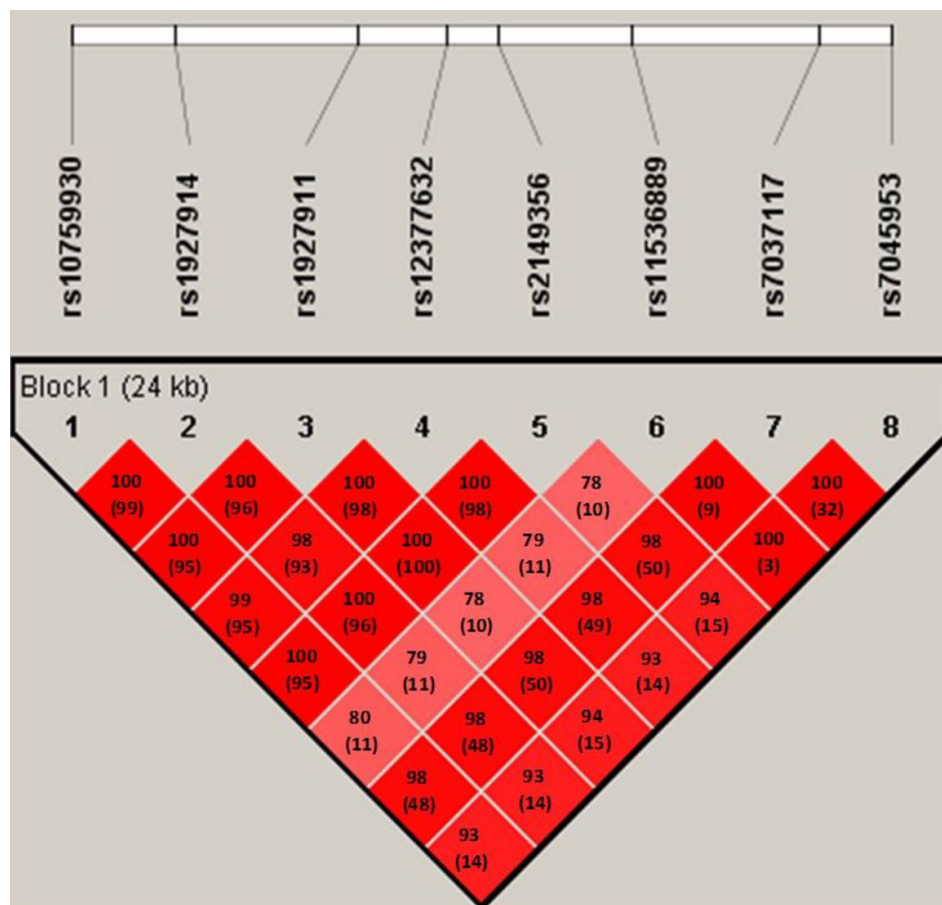 rs10759930
rs1927914
rs1927911
rs12377632
rs2149356
rs11536889
rs7037117
rs7045953
Block 1 (24 kb)
1 2 3 4 5 6 7 8
100 100 100 100 78 100 100
(99) (96) (98) (98) (10) (9) (32)
100 98 100 79 98 100
(95) (93) (100) (11) (50) (3)
99 100 78 98 94
(95) (96) (10) (49) (15)
100 79 98 93
(95) (11) (50) (14)
80 98 94
(11) (48) (15)
98 93
(48) (14)
93
(14)